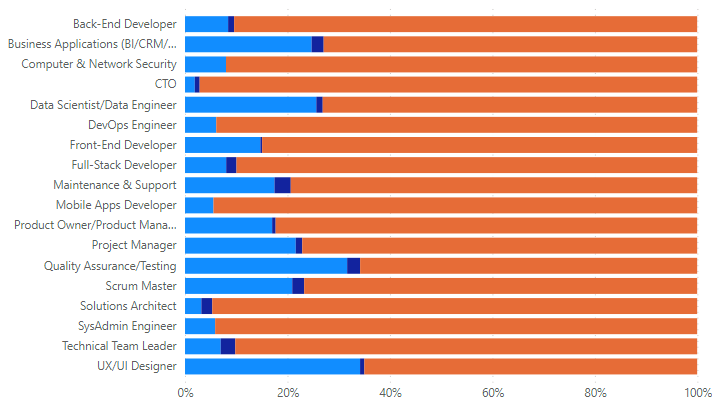 Back-End Developer
Business Applications (BI/CRM/...
Computer & Network Security
CTO
Data Scientist/Data Engineer
DevOps Engineer
Front-End Developer
Full-Stack Developer
Maintenance & Support
Mobile Apps Developer
Product Owner/Product Mana...
Project Manager
Quality Assurance/Testing
Scrum Master
Solutions Architect
SysAdmin Engineer
Technical Team Leader
UX/UI Designer
0% 20% 40% 60% 80% 100%